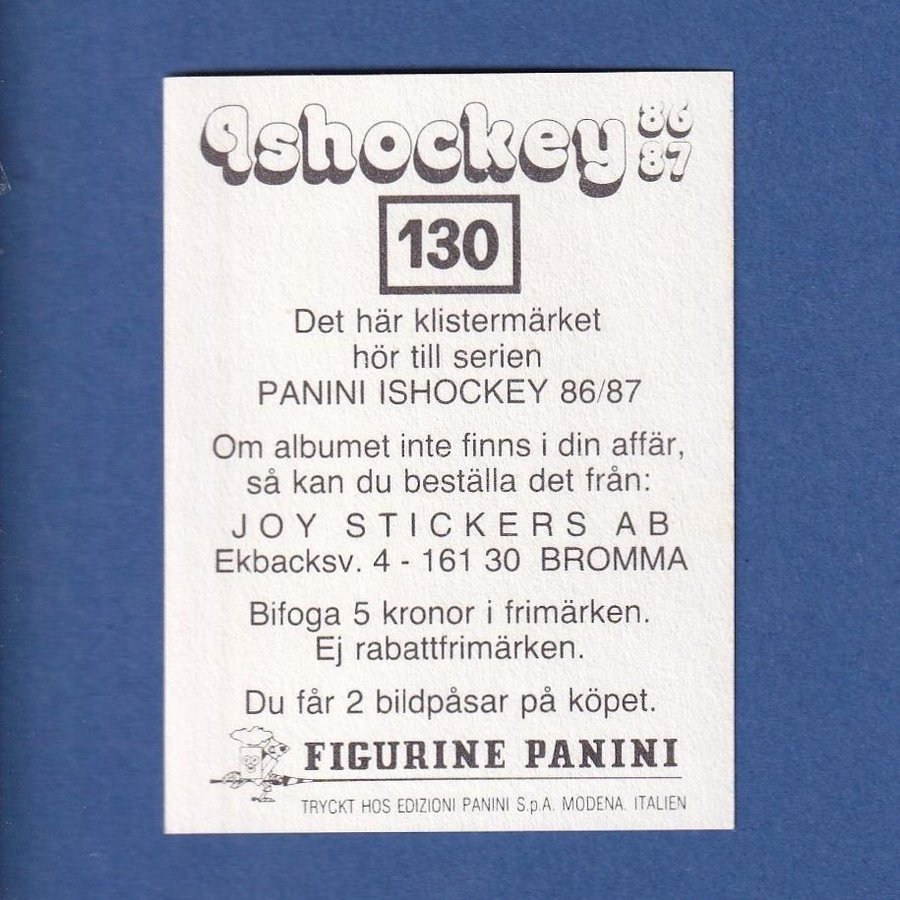 Ishockey 86
87
130
Det här klistermärket
hör till serien
PANINI ISHOCKEY 86/87
Om albumet inte finns i din affär,
så kan du beställa det från:
JOY STICKERS AB
Ekbacksv. 4 - 161 30 BROMMA
Bifoga 5 kronor i frimärken.
Ej rabattfrimärken.
Du får 2 bildpåsar på köpet.
FIGURINE PANINI
TRYCKT HOS EDIZIONI PANINI S.p.A. MODENA. ITALIEN